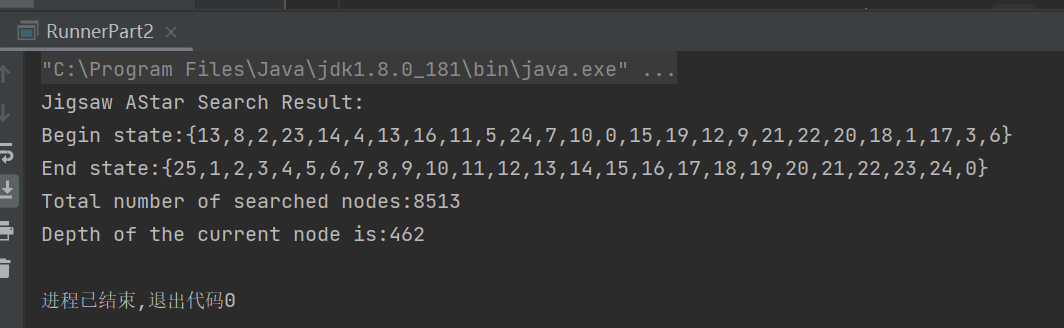 RunnerPart2
"C:\Program Files\Java\jdk1.8.0_181\bin\java.exe" ...
Jigsaw AStar Search Result:
Begin state:{13,8,2,23,14,4,13,16,11,5,24,7,10,0,15,19,12,9,21,22,20,18,1,17,3,6}
End state:{25,1,2,3,4,5,6,7,8,9,10,11,12,13,14,15,16,17,18,19,20,21,22,23,24,0}
Total number of searched nodes:8513
Depth of the current node is:462
进程已结束,退出代码0